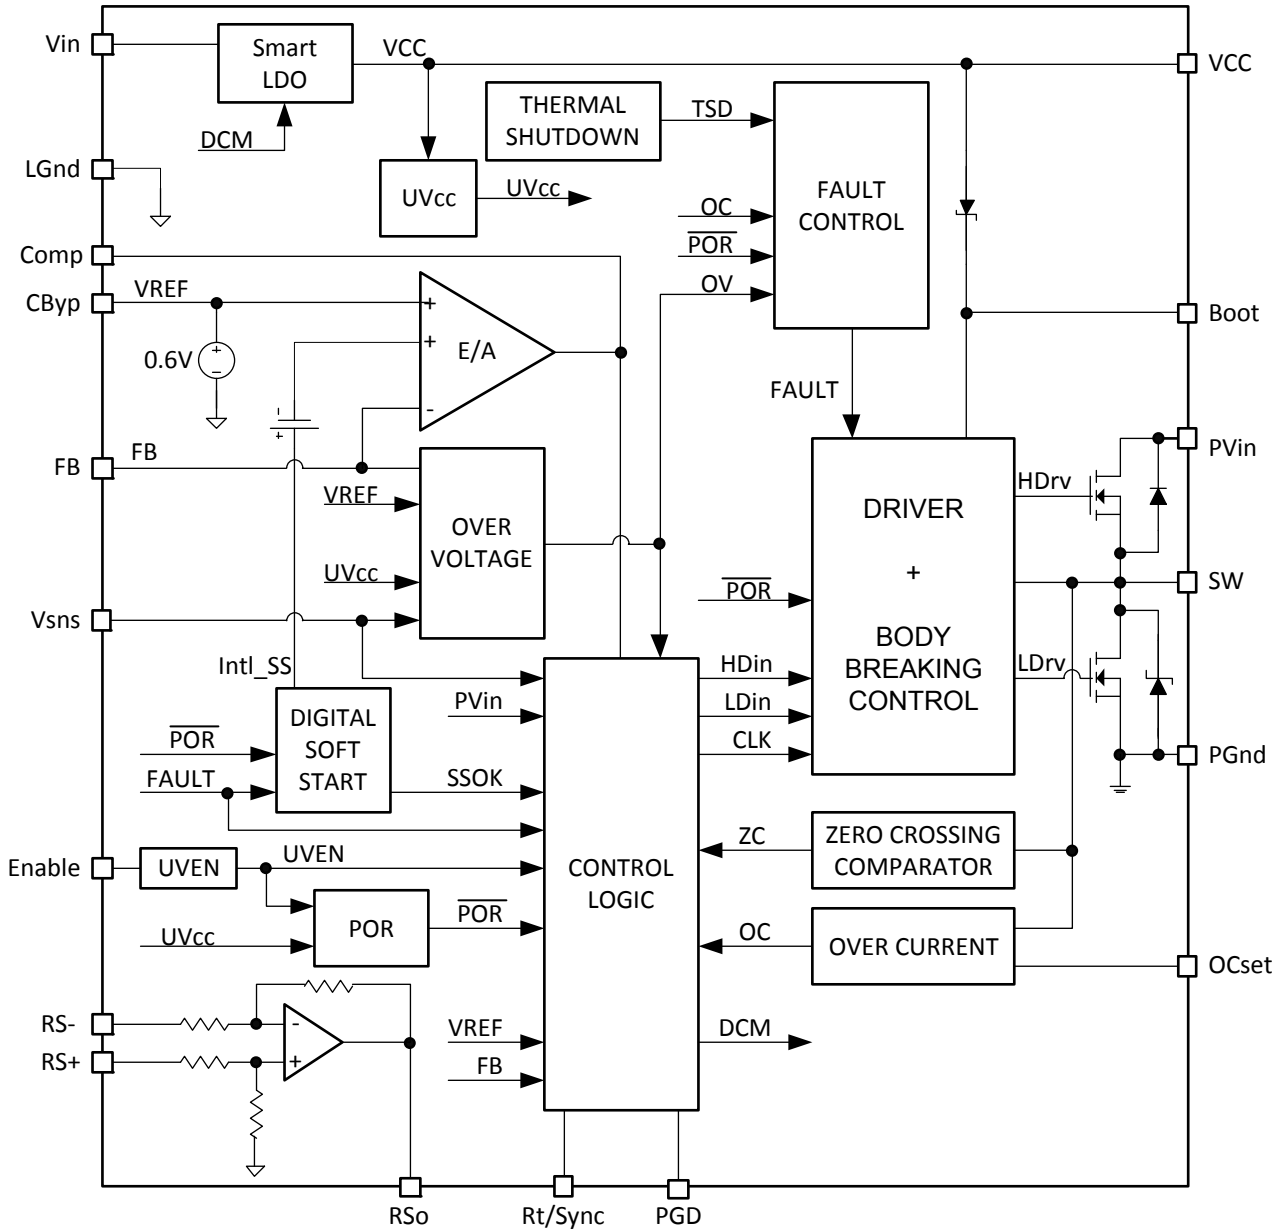 Vin
Smart
LDO
VCC
VCC
DCM
THERMAL
SHUTDOWN
TSD
LGnd
UVcc
UVcc
FAULT
CONTROL
OC
POR
OV
Comp
CByp
VREF
+
+
-
E/A
0.6V
+
-
-
+
Boot
FAULT
FB
FB
VREF
OVER
VOLTAGE
UVcc
Vsns
PVin
HDrv
DRIVER
+
BODY
BREAKING
CONTROL
SW
POR
LDrv
Intl_SS
HDin
LDin
CLK
PVin
DIGITAL
SOFT
START
POR
FAULT
SSOK
PGnd
ZC
ZERO CROSSING
COMPARATOR
Enable
UVEN
UVEN
CONTROL
LOGIC
POR
POR
UVcc
OC
OVER CURRENT
OCset
RS-
-
RS+
+
VREF
FB
DCM
RSo
Rt/Sync
PGD